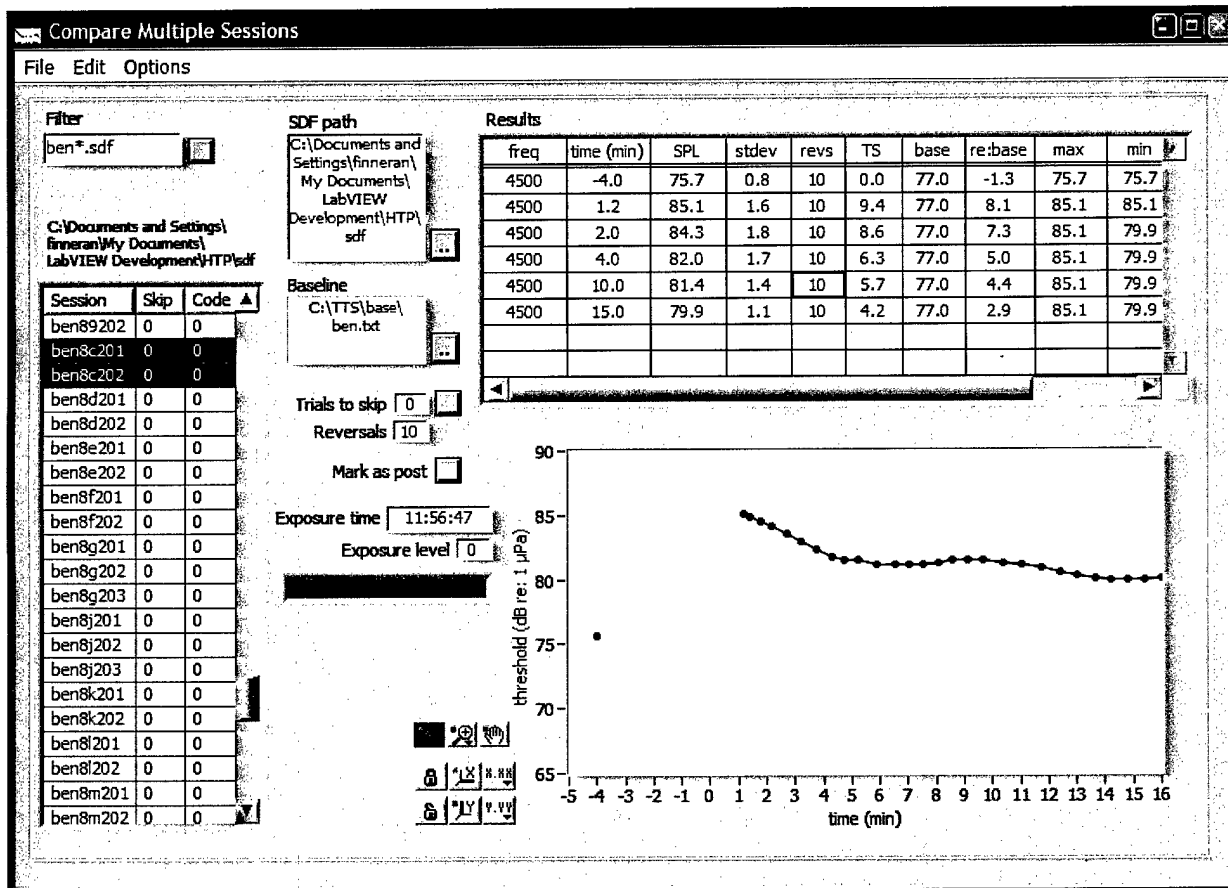 Compare Multiple Sessions
File Edit Options
Filter
ben*.sdf
C:\Documents and Settings\
finneran\My Documents\
LabVIEW Development\HTP\sdf
Session Skip Code
ben89202 0 0
ben8c201 0 0
ben8c202 0 0
ben8d201 0 0
ben8d202 0 0
ben8e201 0 0
ben8e202 0 0
ben8f201 0 0
ben8f202 0 0
ben8g201 0 0
ben8g202 0 0
ben8g203 0 0
ben8j201 0 0
ben8j202 0 0
ben8j203 0 0
ben8k201 0 0
ben8k202 0 0
ben8l201 0 0
ben8l202 0 0
ben8m201 0 0
ben8m202 0 0
SDF path
C:\Documents and
Settings\finneran\
My Documents\
LabVIEW
Development\HTP\
sdf
..
Baseline
C:\TTS\base\
ben.txt
..
Trials to skip 0
Reversals 10
Mark as post
Exposure time 11:56:47
Exposure level 0
Results
freq time (min) SPL stdev revs TS base re:base max min
4500 -4.0 75.7 0.8 10 0.0 77.0 -1.3 75.7 75.7
4500 1.2 85.1 1.6 10 9.4 77.0 8.1 85.1 85.1
4500 2.0 84.3 1.8 10 8.6 77.0 7.3 85.1 79.9
4500 4.0 82.0 1.7 10 6.3 77.0 5.0 85.1 79.9
4500 10.0 81.4 1.4 10 5.7 77.0 4.4 85.1 79.9
4500 15.0 79.9 1.1 10 4.2 77.0 2.9 85.1 79.9
threshold (dB re: 1 µPa)
90
85
80
75
70
65
-5 -4 -3 -2 -1 0 1 2 3 4 5 6 7 8 9 10 11 12 13 14 15 16
time (min)
X X.XX
Y Y.YY